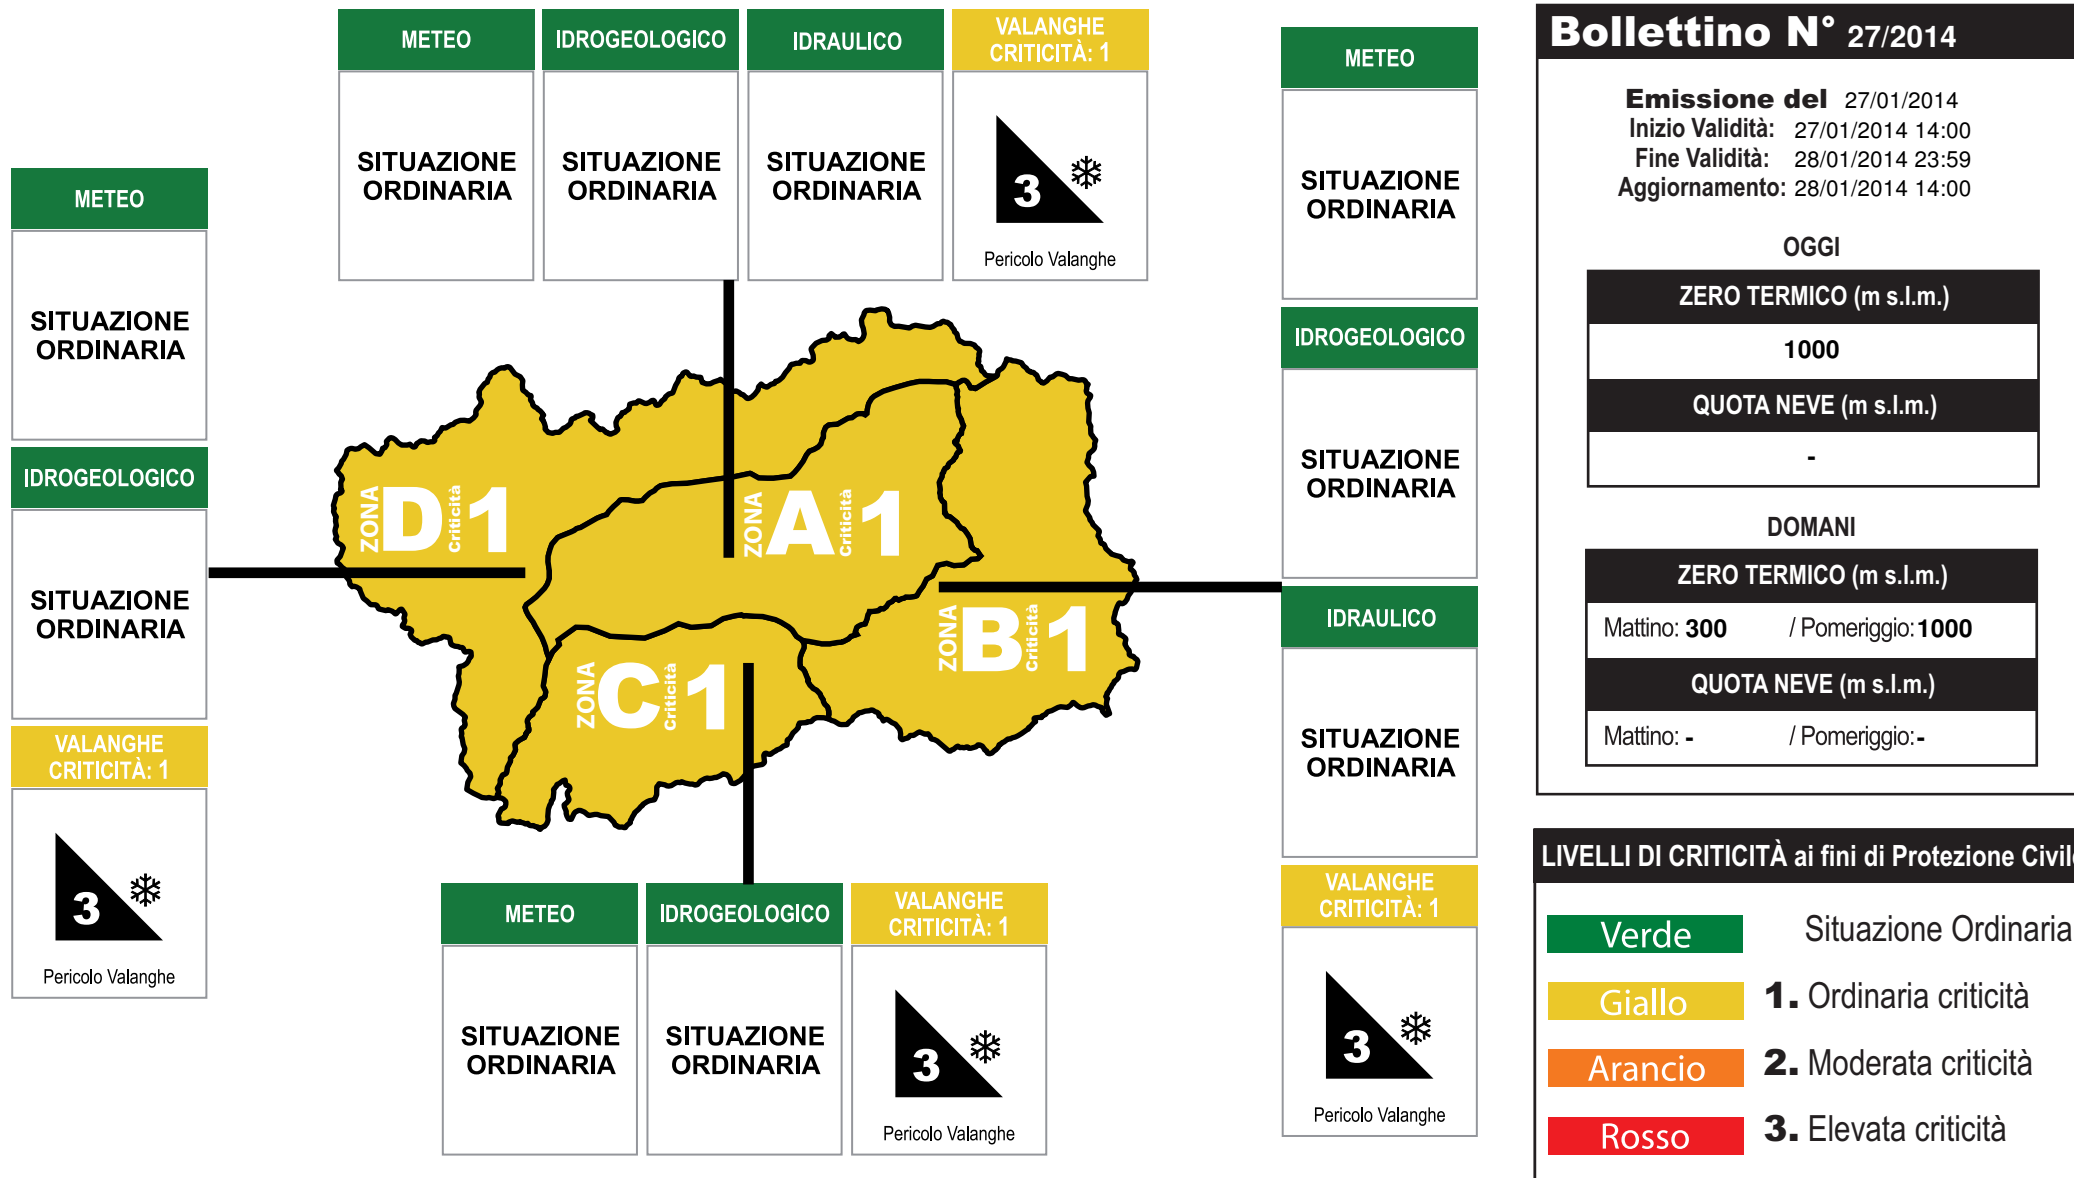 METEO
IDROGEOLOGICO
IDRAULICO
VALANGHE
CRITICITÀ: 1
SITUAZIONE
ORDINARIA
SITUAZIONE
ORDINARIA
SITUAZIONE
ORDINARIA
3
Pericolo Valanghe
METEO
SITUAZIONE
ORDINARIA
IDROGEOLOGICO
SITUAZIONE
ORDINARIA
VALANGHE
CRITICITÀ: 1
3
Pericolo Valanghe
ZONA D Criticità 1
ZONA A Criticità 1
ZONA B Criticità 1
ZONA C Criticità 1
METEO
IDROGEOLOGICO
VALANGHE
CRITICITÀ: 1
SITUAZIONE
ORDINARIA
SITUAZIONE
ORDINARIA
3
Pericolo Valanghe
METEO
SITUAZIONE
ORDINARIA
IDROGEOLOGICO
SITUAZIONE
ORDINARIA
IDRAULICO
SITUAZIONE
ORDINARIA
VALANGHE
CRITICITÀ: 1
3
Pericolo Valanghe
Bollettino N° 27/2014
Emissione del 27/01/2014
Inizio Validità: 27/01/2014 14:00
Fine Validità: 28/01/2014 23:59
Aggiornamento: 28/01/2014 14:00
OGGI
ZERO TERMICO (m s.l.m.)
1000
QUOTA NEVE (m s.l.m.)
-
DOMANI
ZERO TERMICO (m s.l.m.)
Mattino: 300 / Pomeriggio: 1000
QUOTA NEVE (m s.l.m.)
Mattino: - / Pomeriggio: -
LIVELLI DI CRITICITÀ ai fini di Protezione Civile
Verde Situazione Ordinaria
Giallo 1. Ordinaria criticità
Arancio 2. Moderata criticità
Rosso 3. Elevata criticità